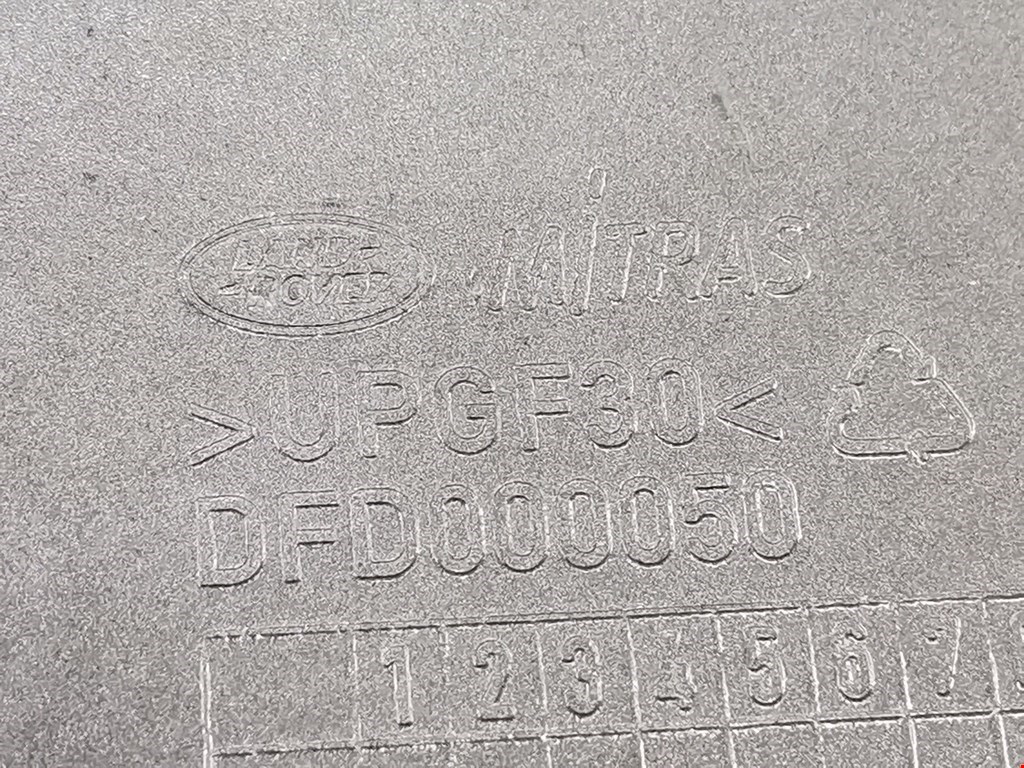 LAND-
ROVER
MiTRAS
>UPGF30<
DFD000050
1 2 3 4 5 6 7